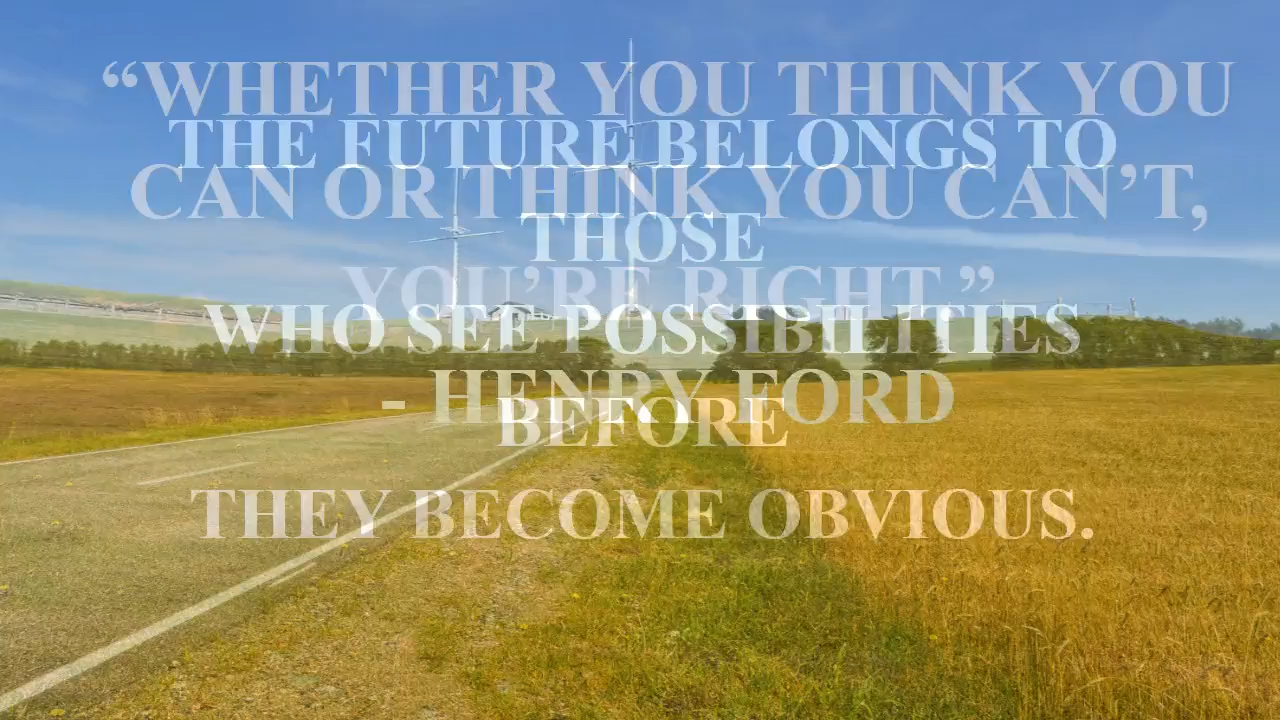 “WHETHER YOU THINK YOU
THE FUTURE BELONGS TO
CAN OR THINK YOU CAN’T,
THOSE
YOU’RE RIGHT.”
WHO SEE POSSIBILITIES
- HENRY FORD
BEFORE
THEY BECOME OBVIOUS.